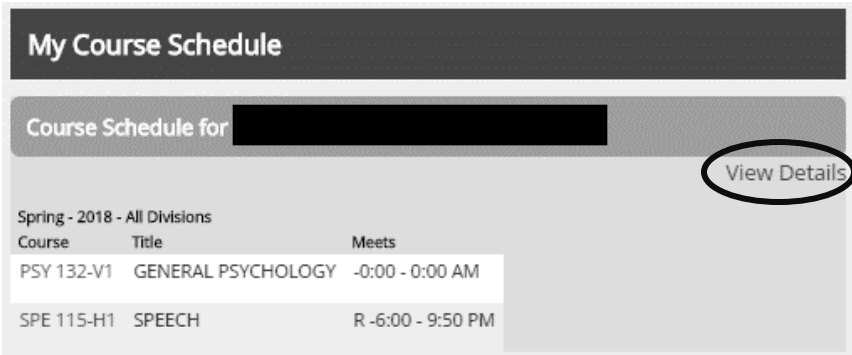 My Course Schedule
Course Schedule for
View Details
Spring - 2018 - All Divisions
Course Title Meets
PSY 132-V1 GENERAL PSYCHOLOGY -0:00 - 0:00 AM
SPE 115-H1 SPEECH R -6:00 - 9:50 PM